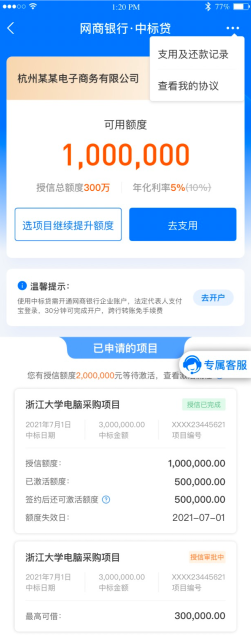 1:20 PM
77%
网商银行·中标贷
支用及还款记录
查看我的协议
杭州某某电子商务有限公司
可用额度
1,000,000
授信总额度300万
年化利率5%(10%)
选项目继续提升额度
去支用
温馨提示：
使用中标贷需开通网商银行企业账户，法定代表人支付
宝登录，30分钟可完成开户，跨行转账免手续费
去开户
已申请的项目
专属客服
您有授信额度2,000,000元等待激活，查看
浙江大学电脑采购项目
授信已完成
2021年7月1日
3,000,000.00
XXXX23445621
中标日期
中标金额
项目编号
授信额度：
1,000,000.00
已激活额度：
500,000.00
签约后还可激活额度
500,000.00
额度失效日：
2021-07-01
浙江大学电脑采购项目
授信审批中
2021年7月1日
3,000,000.00
XXXX23445621
中标日期
中标金额
项目编号
最高可借：
300,000.00